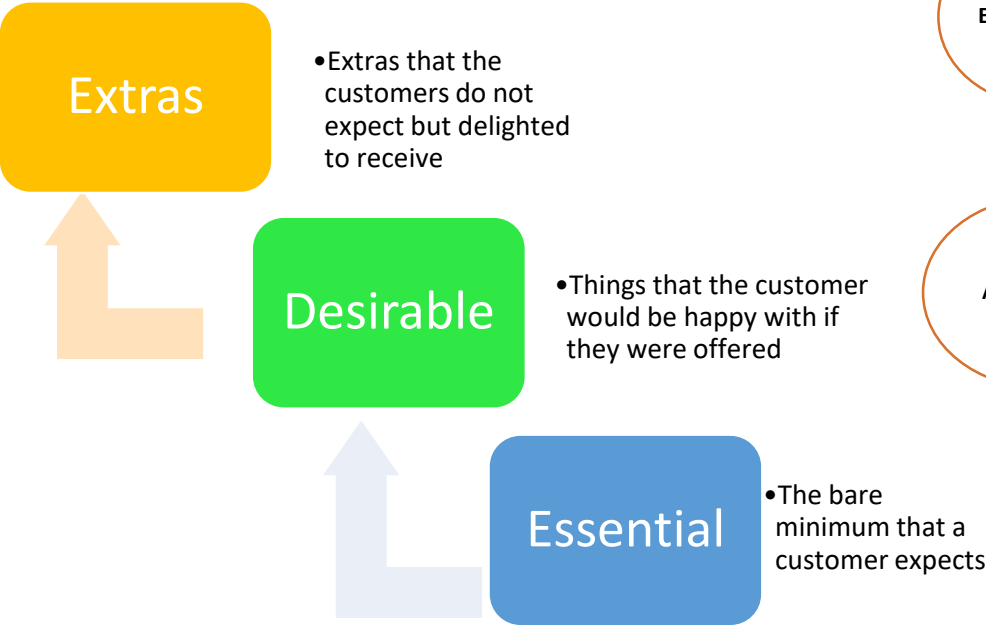 Extras
•Extras that the
customers do not
expect but delighted
to receive
Desirable
•Things that the customer
would be happy with if
they were offered
Essential
•The bare
minimum that a
customer expects